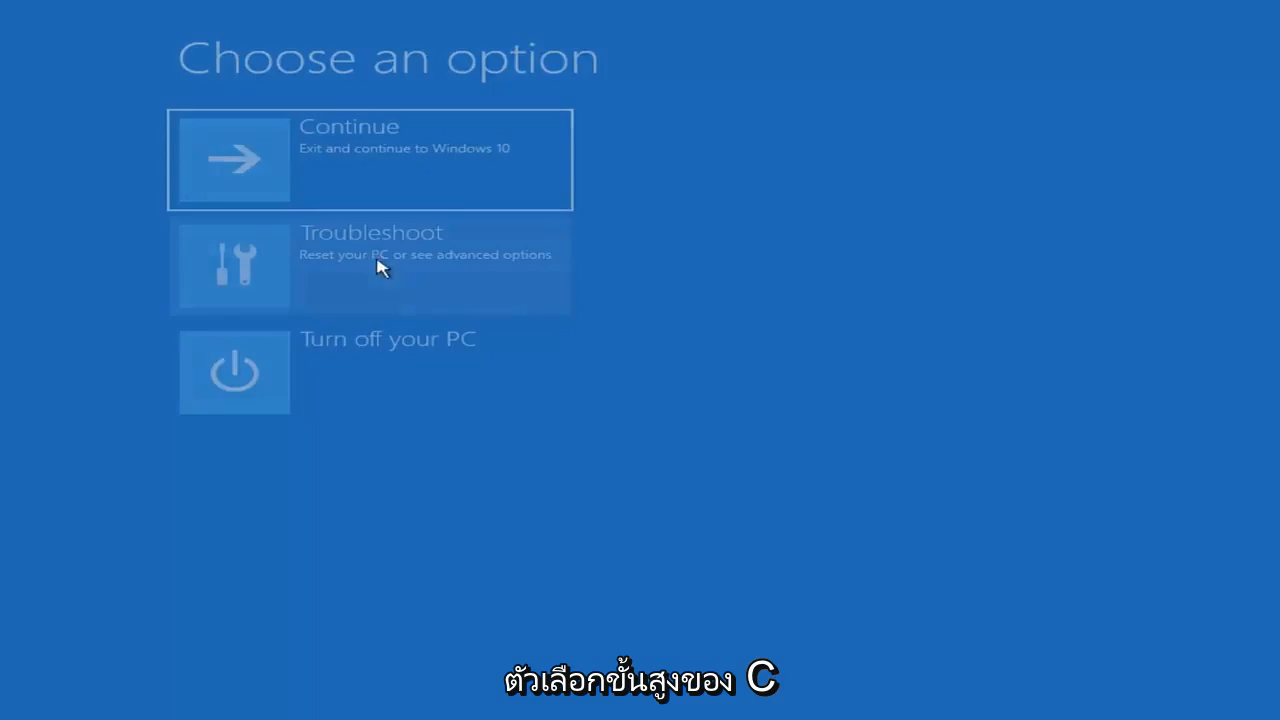 Choose an option
Continue
Exit and continue to Windows 10
Troubleshoot
Reset your PC or see advanced options
Turn off your PC
ตัวเลือกขั้นสูงของ C